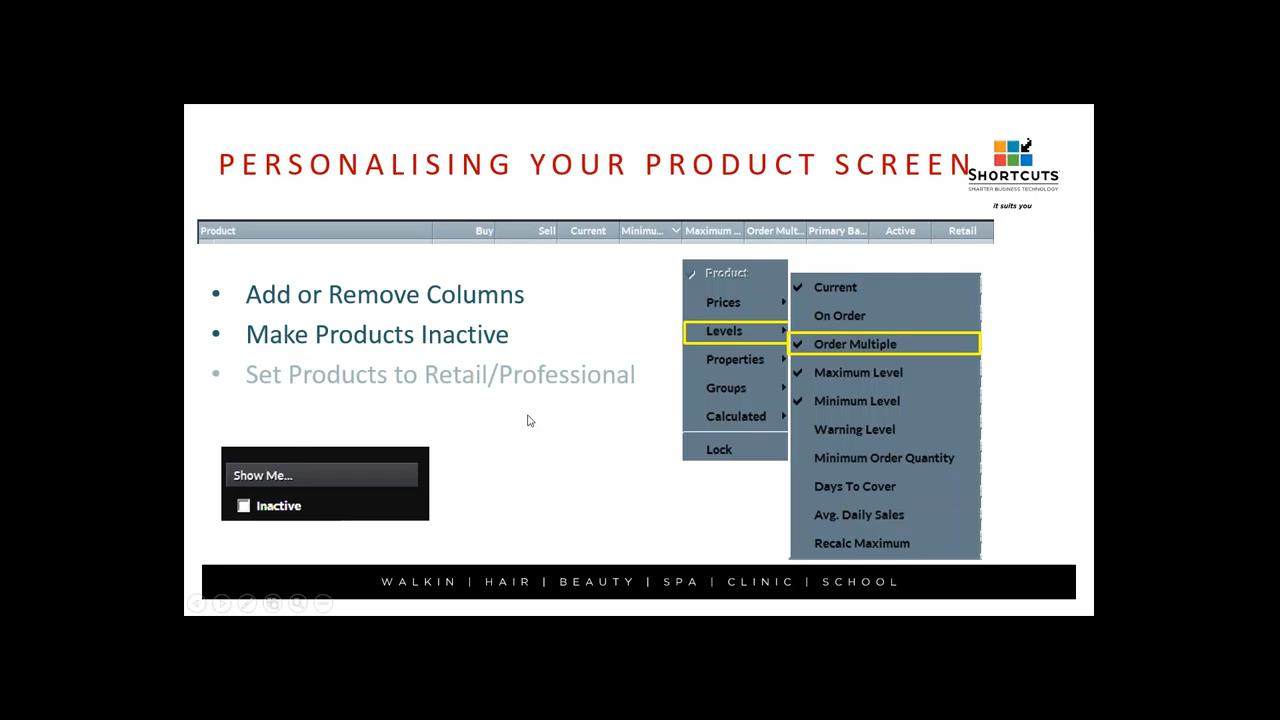 PERSONALISING YOUR PRODUCT SCREEN
SHORTCUTS
SMARTER BUSINESS TECHNOLOGY
it suits you
Product Buy Sell Current Minimu... Maximum ... Order Mult... Primary Ba... Active Retail
• Add or Remove Columns
• Make Products Inactive
• Set Products to Retail/Professional
Product
Prices
Levels
Properties
Groups
Calculated
Lock
Current
On Order
Order Multiple
Maximum Level
Minimum Level
Warning Level
Minimum Order Quantity
Days To Cover
Avg. Daily Sales
Recalc Maximum
Show Me...
Inactive
WALKIN | HAIR | BEAUTY | SPA | CLINIC | SCHOOL